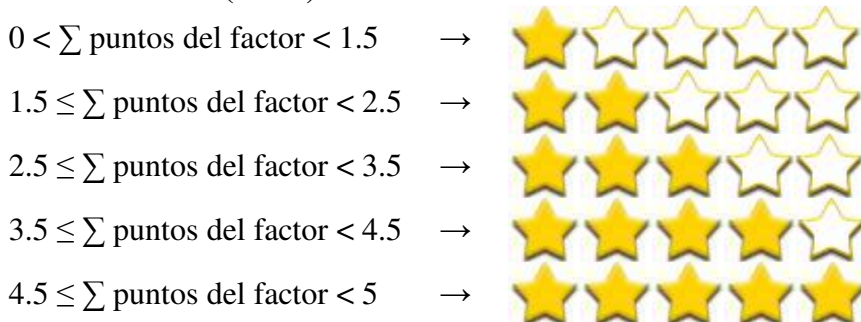 0 < ∑ puntos del factor < 1.5 →
1.5 ≤ ∑ puntos del factor < 2.5 →
2.5 ≤ ∑ puntos del factor < 3.5 →
3.5 ≤ ∑ puntos del factor < 4.5 →
4.5 ≤ ∑ puntos del factor < 5 →